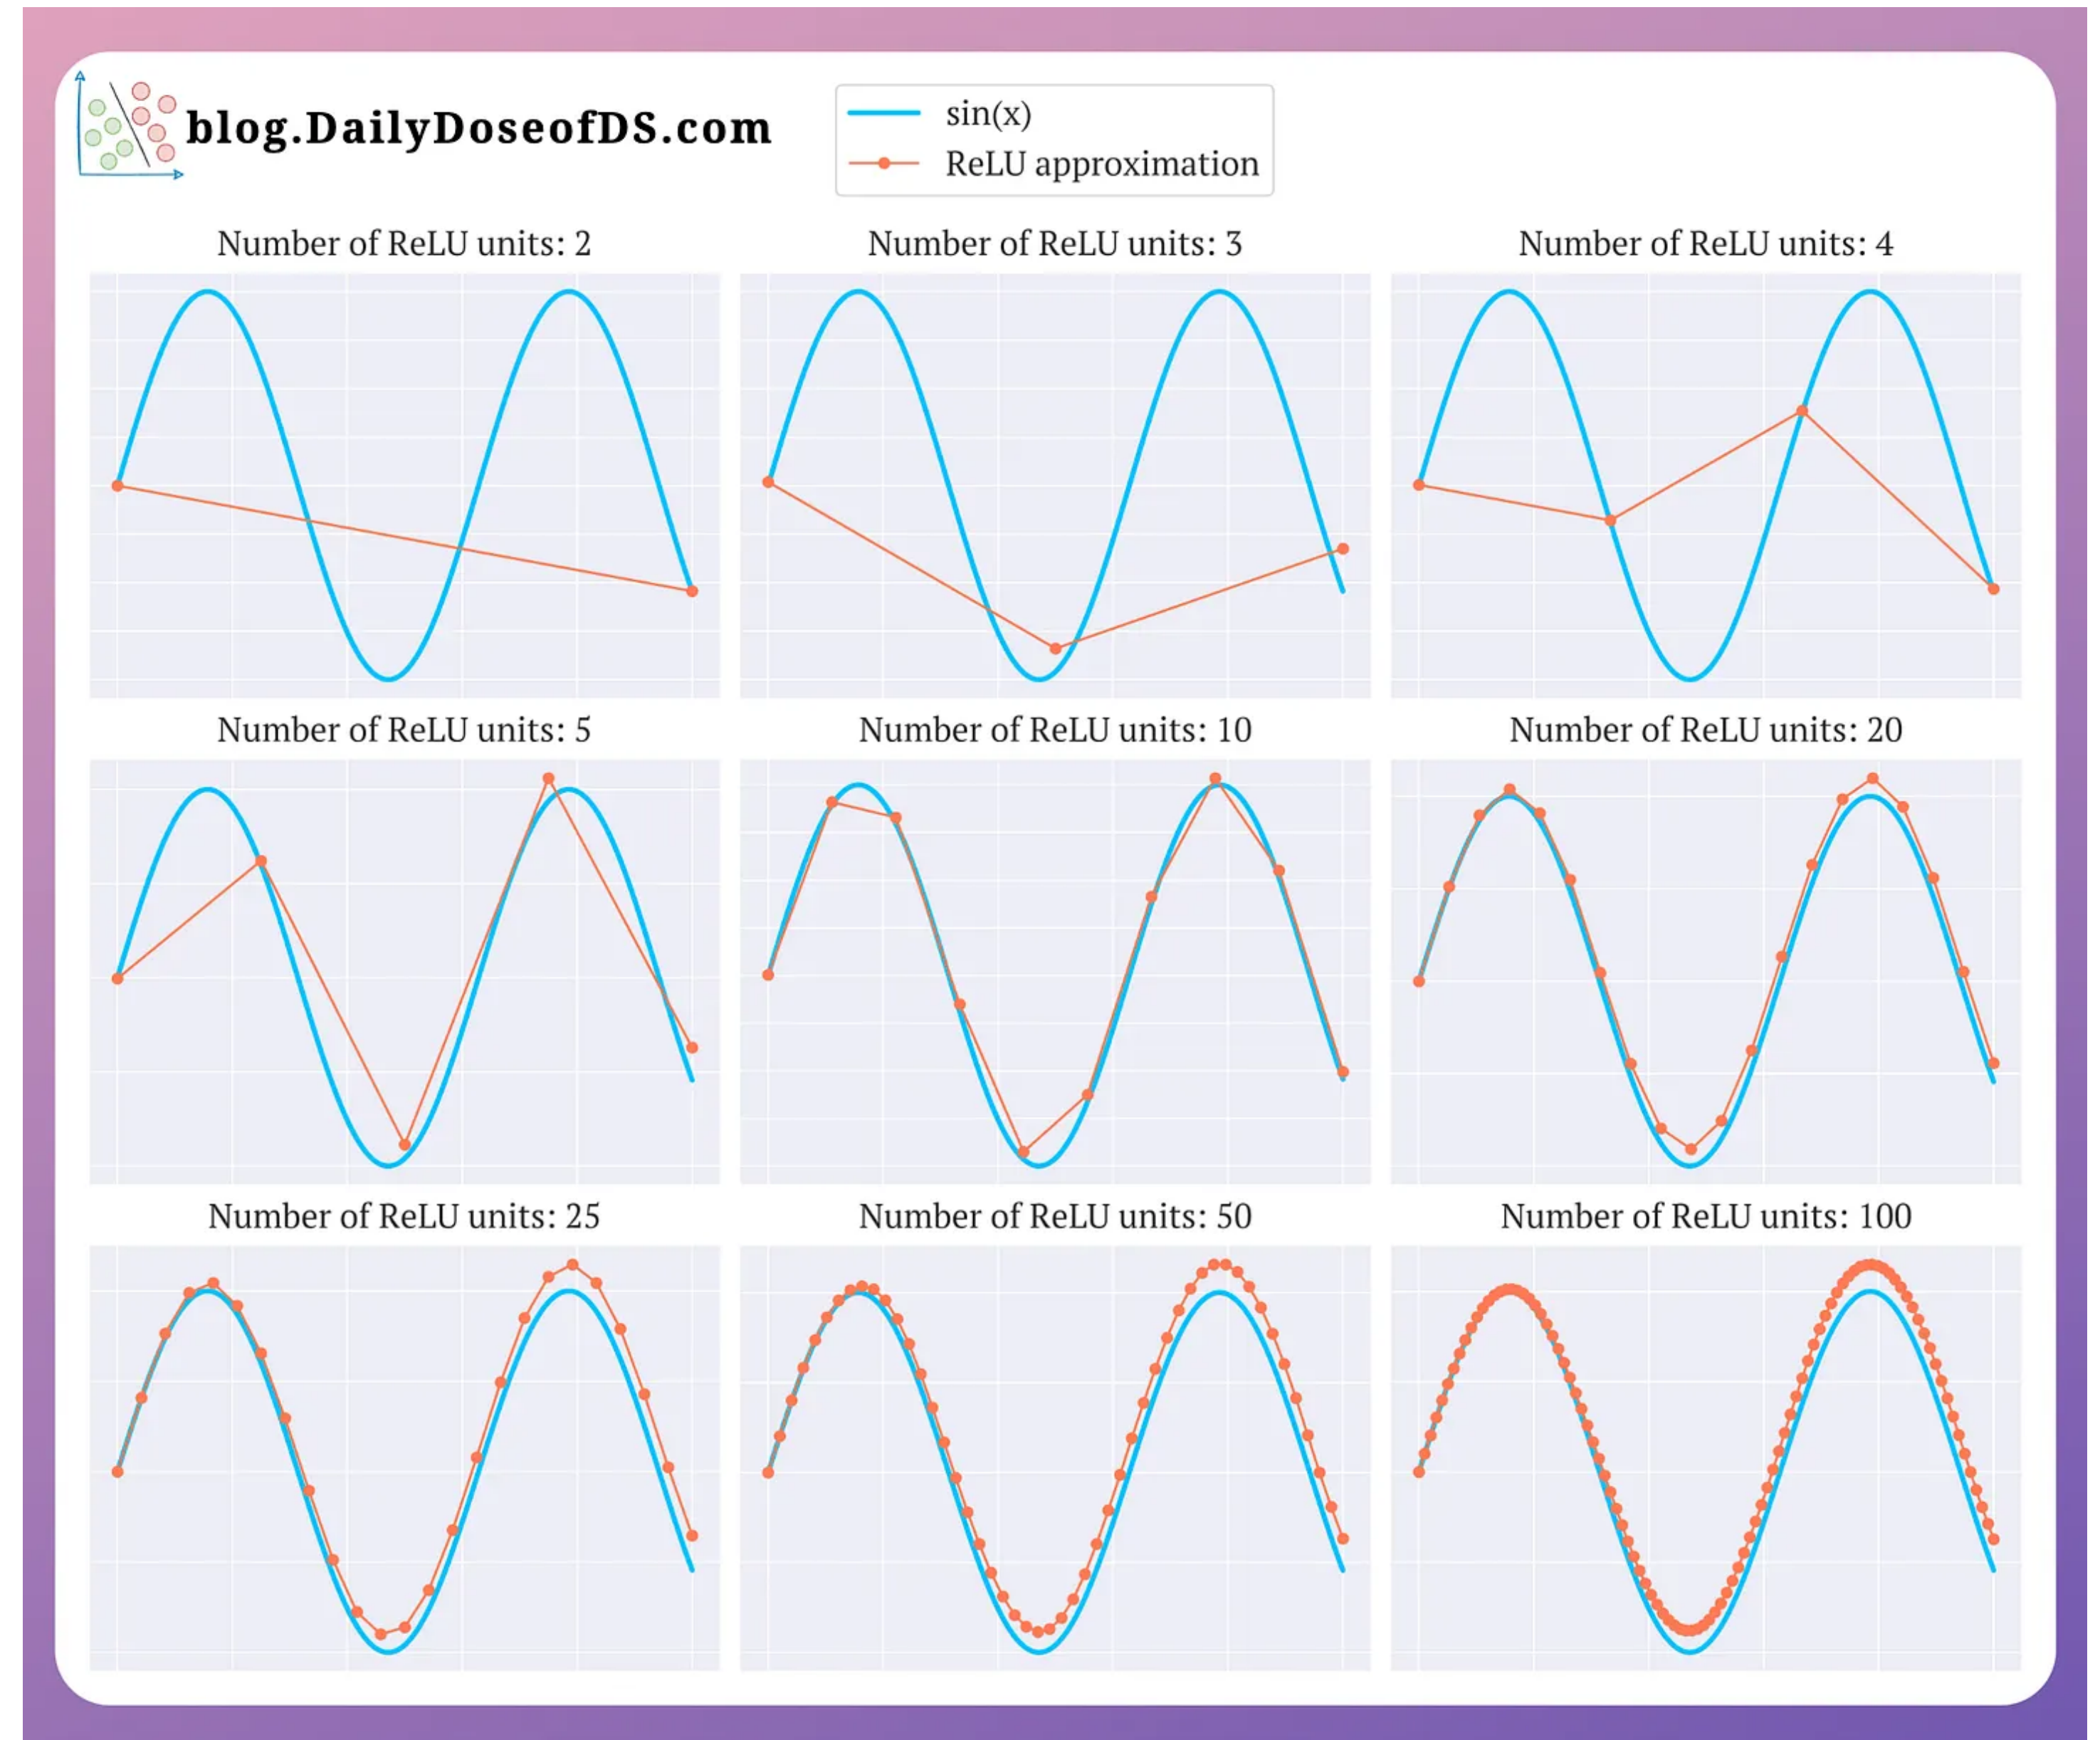 blog.DailyDoseofDS.com
sin(x)
ReLU approximation
Number of ReLU units: 2
Number of ReLU units: 3
Number of ReLU units: 4
Number of ReLU units: 5
Number of ReLU units: 10
Number of ReLU units: 20
Number of ReLU units: 25
Number of ReLU units: 50
Number of ReLU units: 100